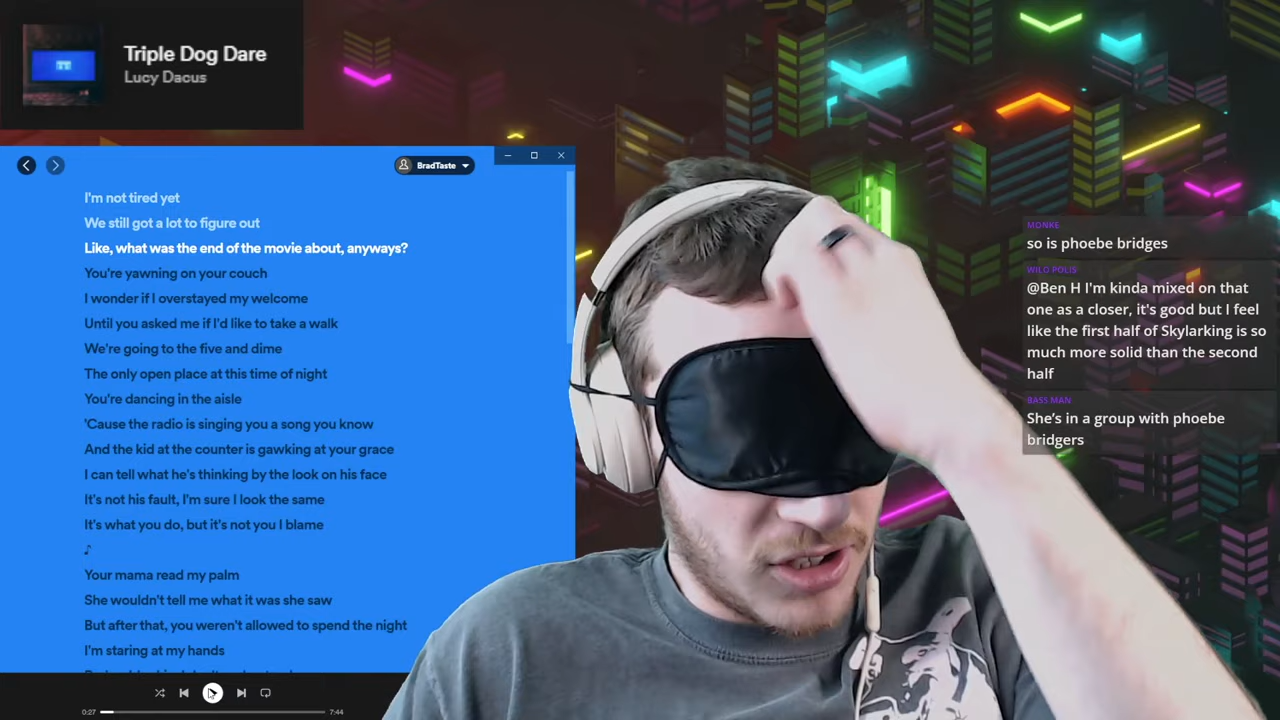 Triple Dog Dare
Lucy Dacus
BradTaste
I'm not tired yet
We still got a lot to figure out
Like, what was the end of the movie about, anyways?
You're yawning on your couch
I wonder if I overstayed my welcome
Until you asked me if I'd like to take a walk
We're going to the five and dime
The only open place at this time of night
You're dancing in the aisle
'Cause the radio is singing you a song you know
And the kid at the counter is gawking at your grace
I can tell what he's thinking by the look on his face
It's not his fault, I'm sure I look the same
It's what you do, but it's not you I blame
♪
Your mama read my palm
She wouldn't tell me what it was she saw
But after that, you weren't allowed to spend the night
I'm staring at my hands
0:27
7:44
MONKE
so is phoebe bridges
WILD POLIS
@Ben H I'm kinda mixed on that
one as a closer, it's good but I feel
like the first half of Skylarking is so
much more solid than the second
half
BASS MAN
She's in a group with phoebe
bridgers